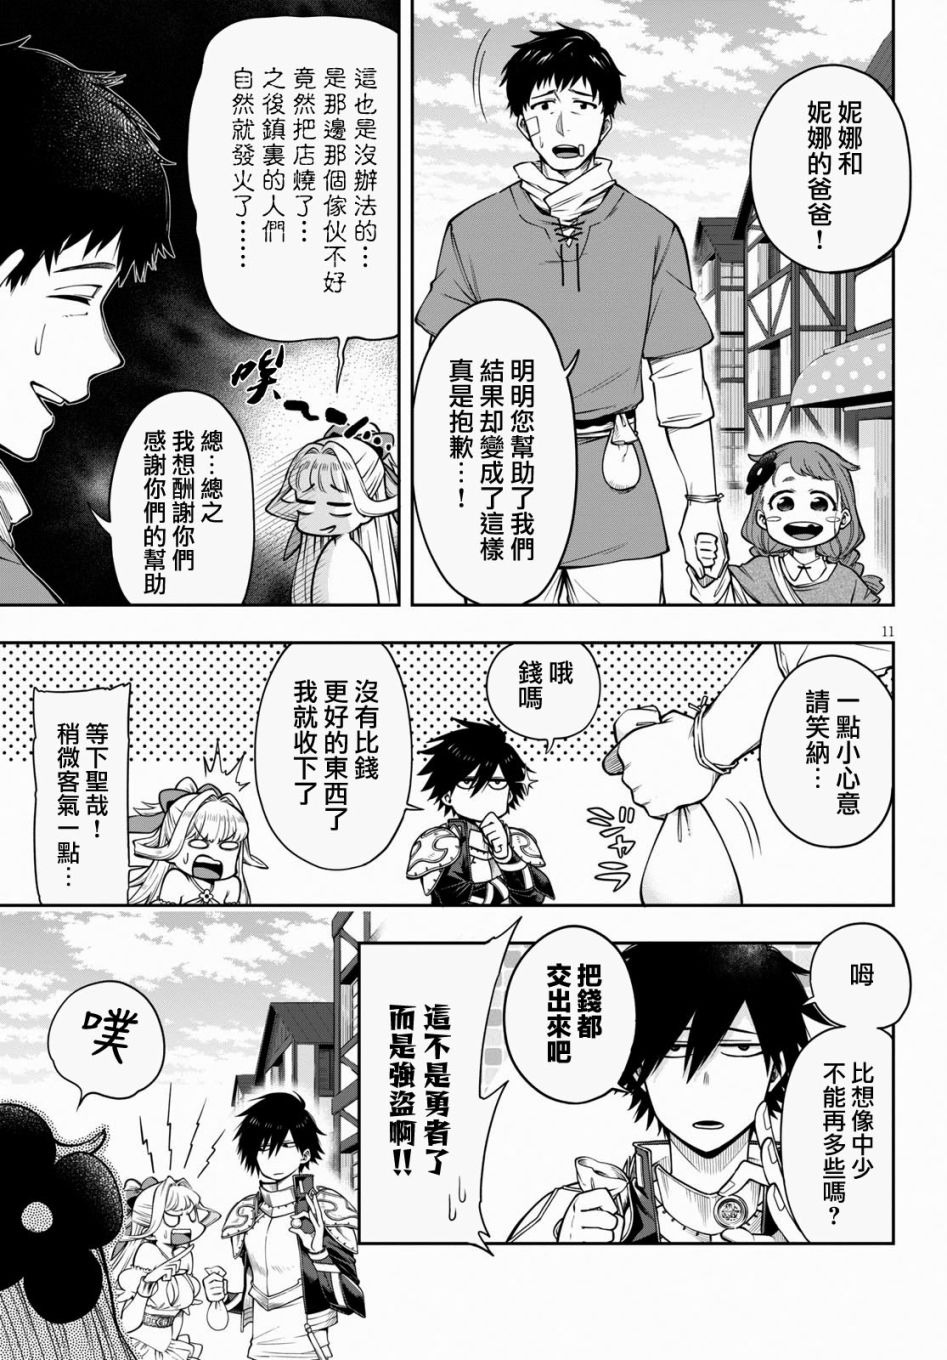 妮娜和
妮娜的爸爸！
明明您幫助了我們
結果却變成了這樣
真是抱歉…！
這也是沒辦法的…
是那邊那個傢伙不好
竟然把店燒了…
之後鎮裏的人們
自然就發火了……
唉～～
總…總之
我想酬謝你們
感謝你們的幫助
11
一點小心意
請笑納…
ジャラ
哦
錢嗎
沒有比錢
更好的東西了
我就收下了
等下聖哉！
稍微客氣一點…
呣
比想像中少
不能再多些嗎？
把錢都
交出來吧
這不是勇者了
而是強盜啊！！
噗